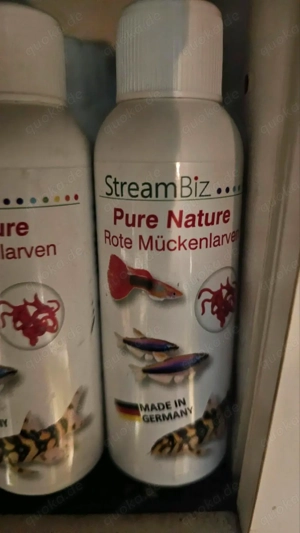 StreamBiz
Pure Nature
Rote Mückenlarven
MADE IN
GERMANY
ure
larven